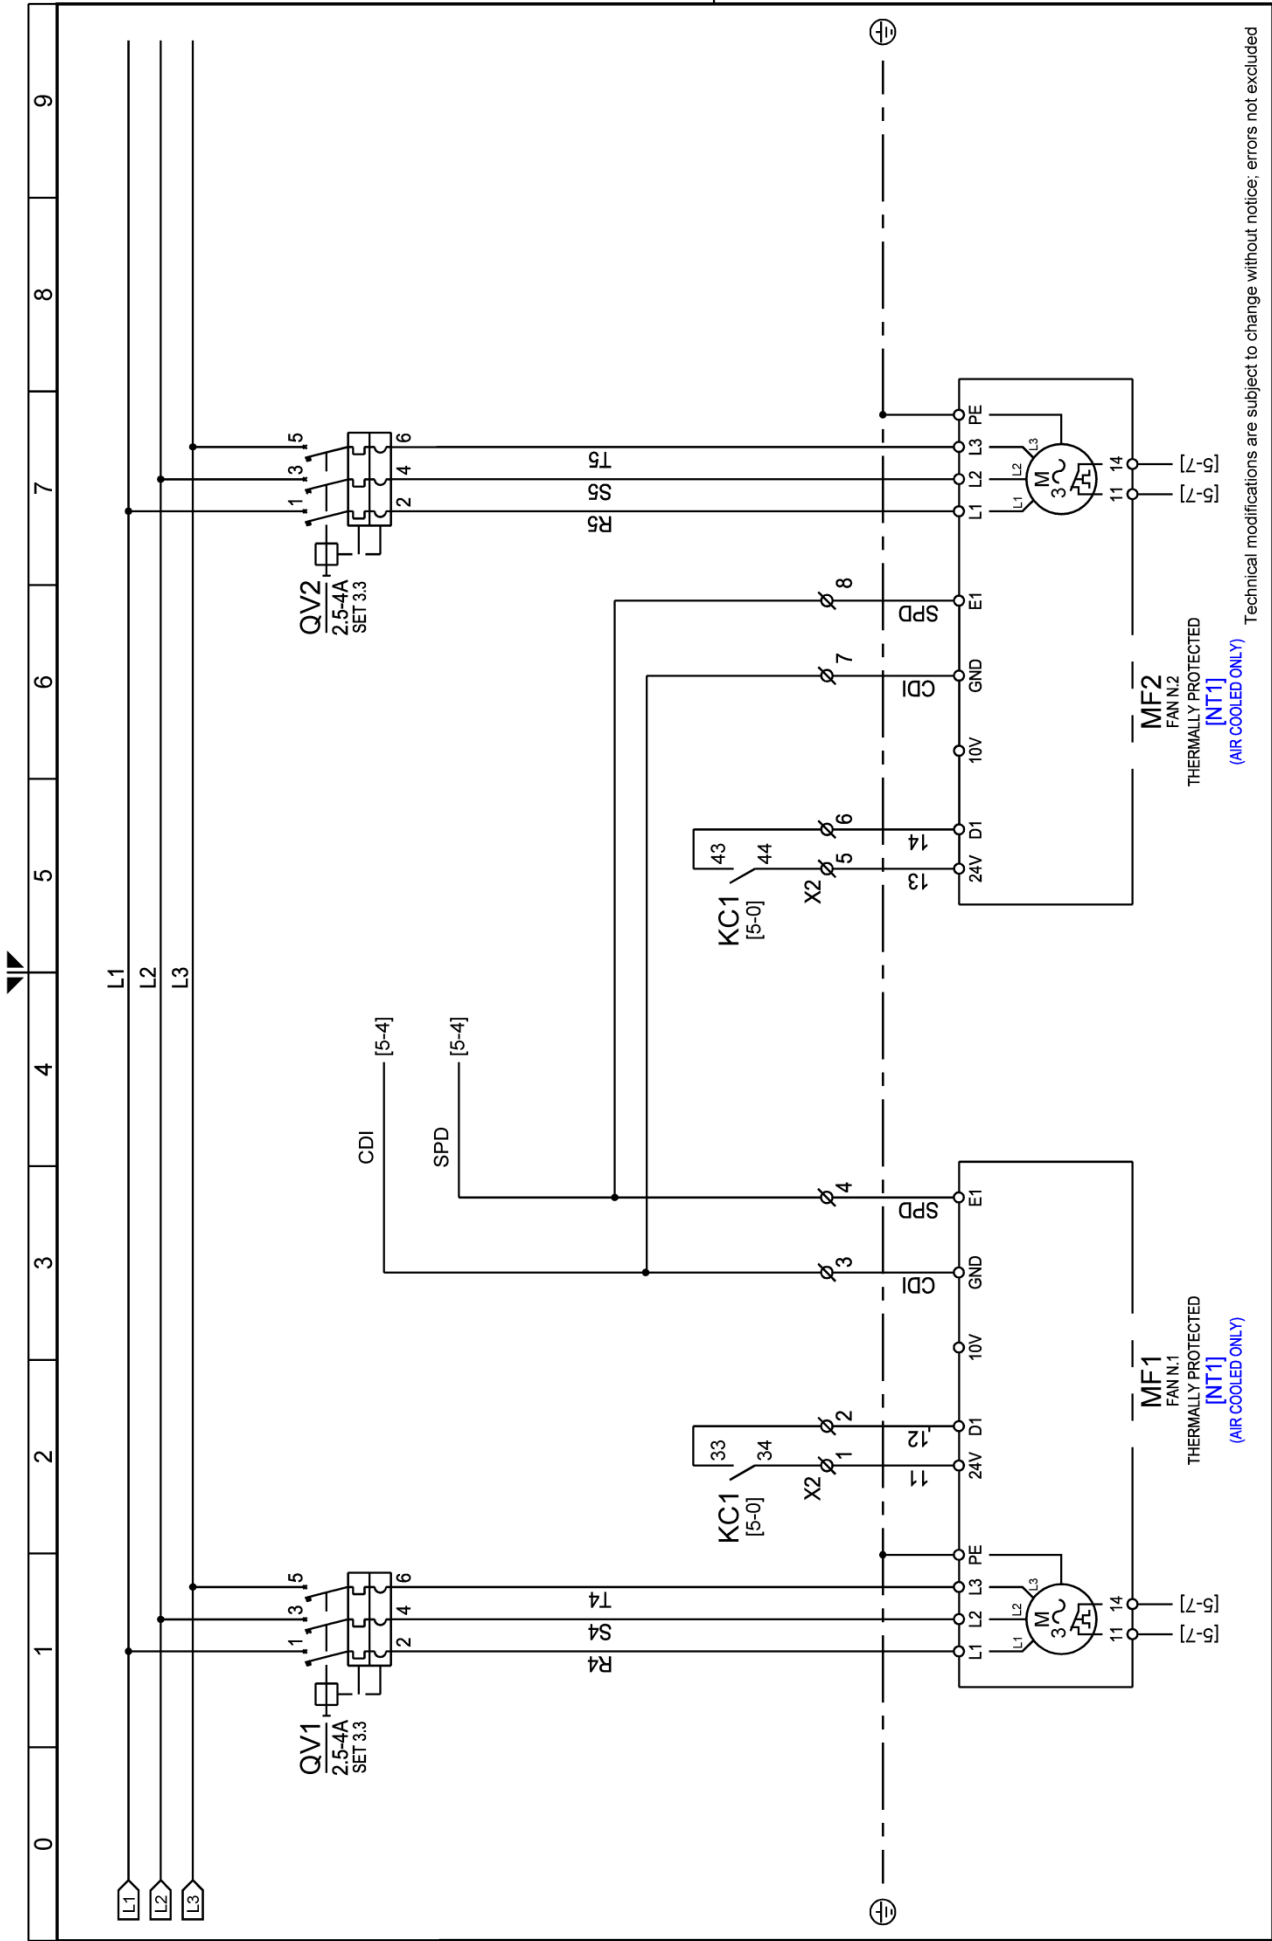 0 1 2 3 4 5 6 7 8 9
L1
L2
L3
L1
L2
L3
QV1
2.5-4A
SET 3.3
1 3 5
2 4 6
R4 S4 T4
QV2
2.5-4A
SET 3.3
1 3 5
2 4 6
R5 S5 T5
CDI [5-4]
SPD [5-4]
KC1
[5-0]
33
34
X2
1 2 3 4
11 12 CDI SPD
KC1
[5-0]
43
44
X2
5 6 7 8
13 14 CDI SPD
L1 L2 L3 PE 24V D1 10V GND E1
L1 L2 L3
M
3
11 14
[5-7] [5-7]
MF1
FAN N.1
THERMALLY PROTECTED
[NT1]
(AIR COOLED ONLY)
24V D1 10V GND E1 L1 L2 L3 PE
L1 L2 L3
M
3
11 14
[5-7] [5-7]
MF2
FAN N.2
THERMALLY PROTECTED
[NT1]
(AIR COOLED ONLY)
Technical modifications are subject to change without notice; errors not excluded